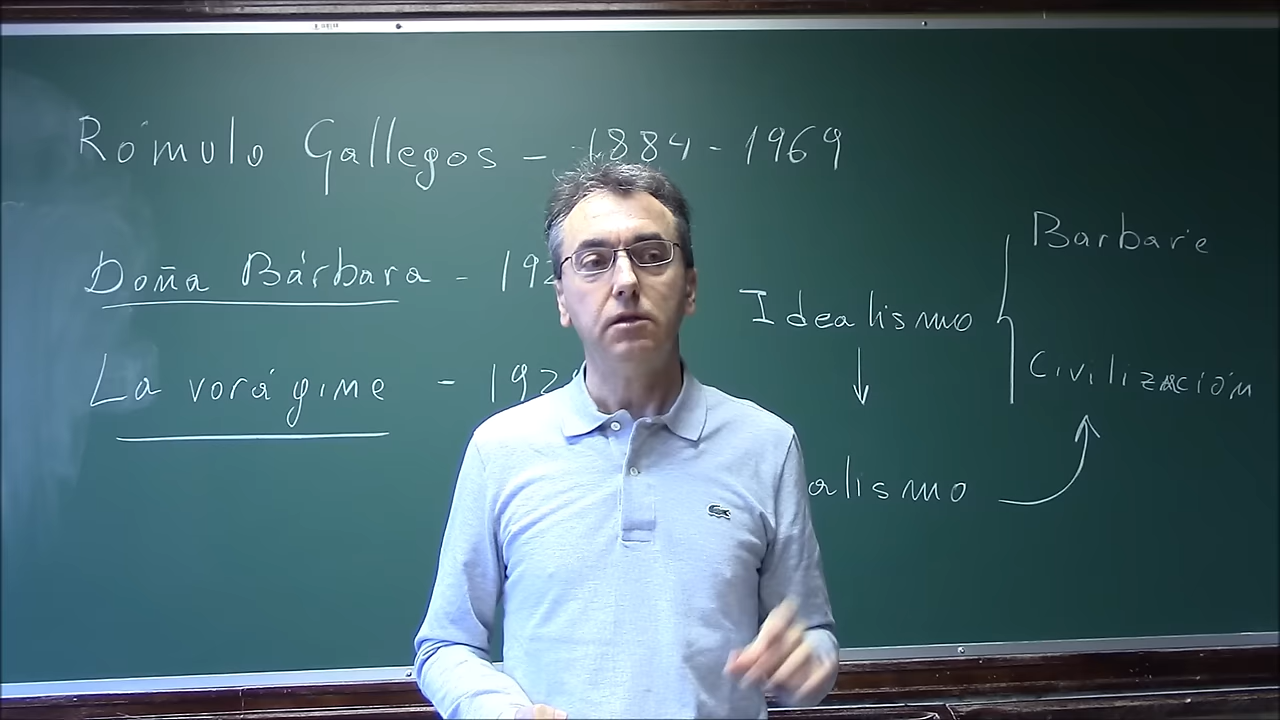 Rómulo Gallegos - 1884 - 1969
Doña Bárbara - 192
La vorágine - 192
Idealismo
Barbarie
Civilización
alismo